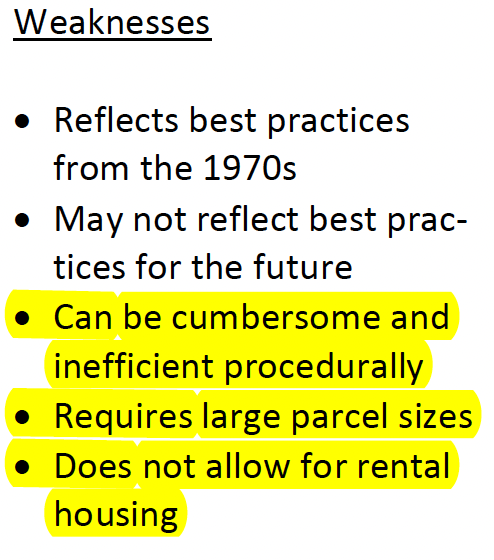 Weaknesses
• Reflects best practices
from the 1970s
• May not reflect best prac-
tices for the future
• Can be cumbersome and
inefficient procedurally
• Requires large parcel sizes
• Does not allow for rental
housing